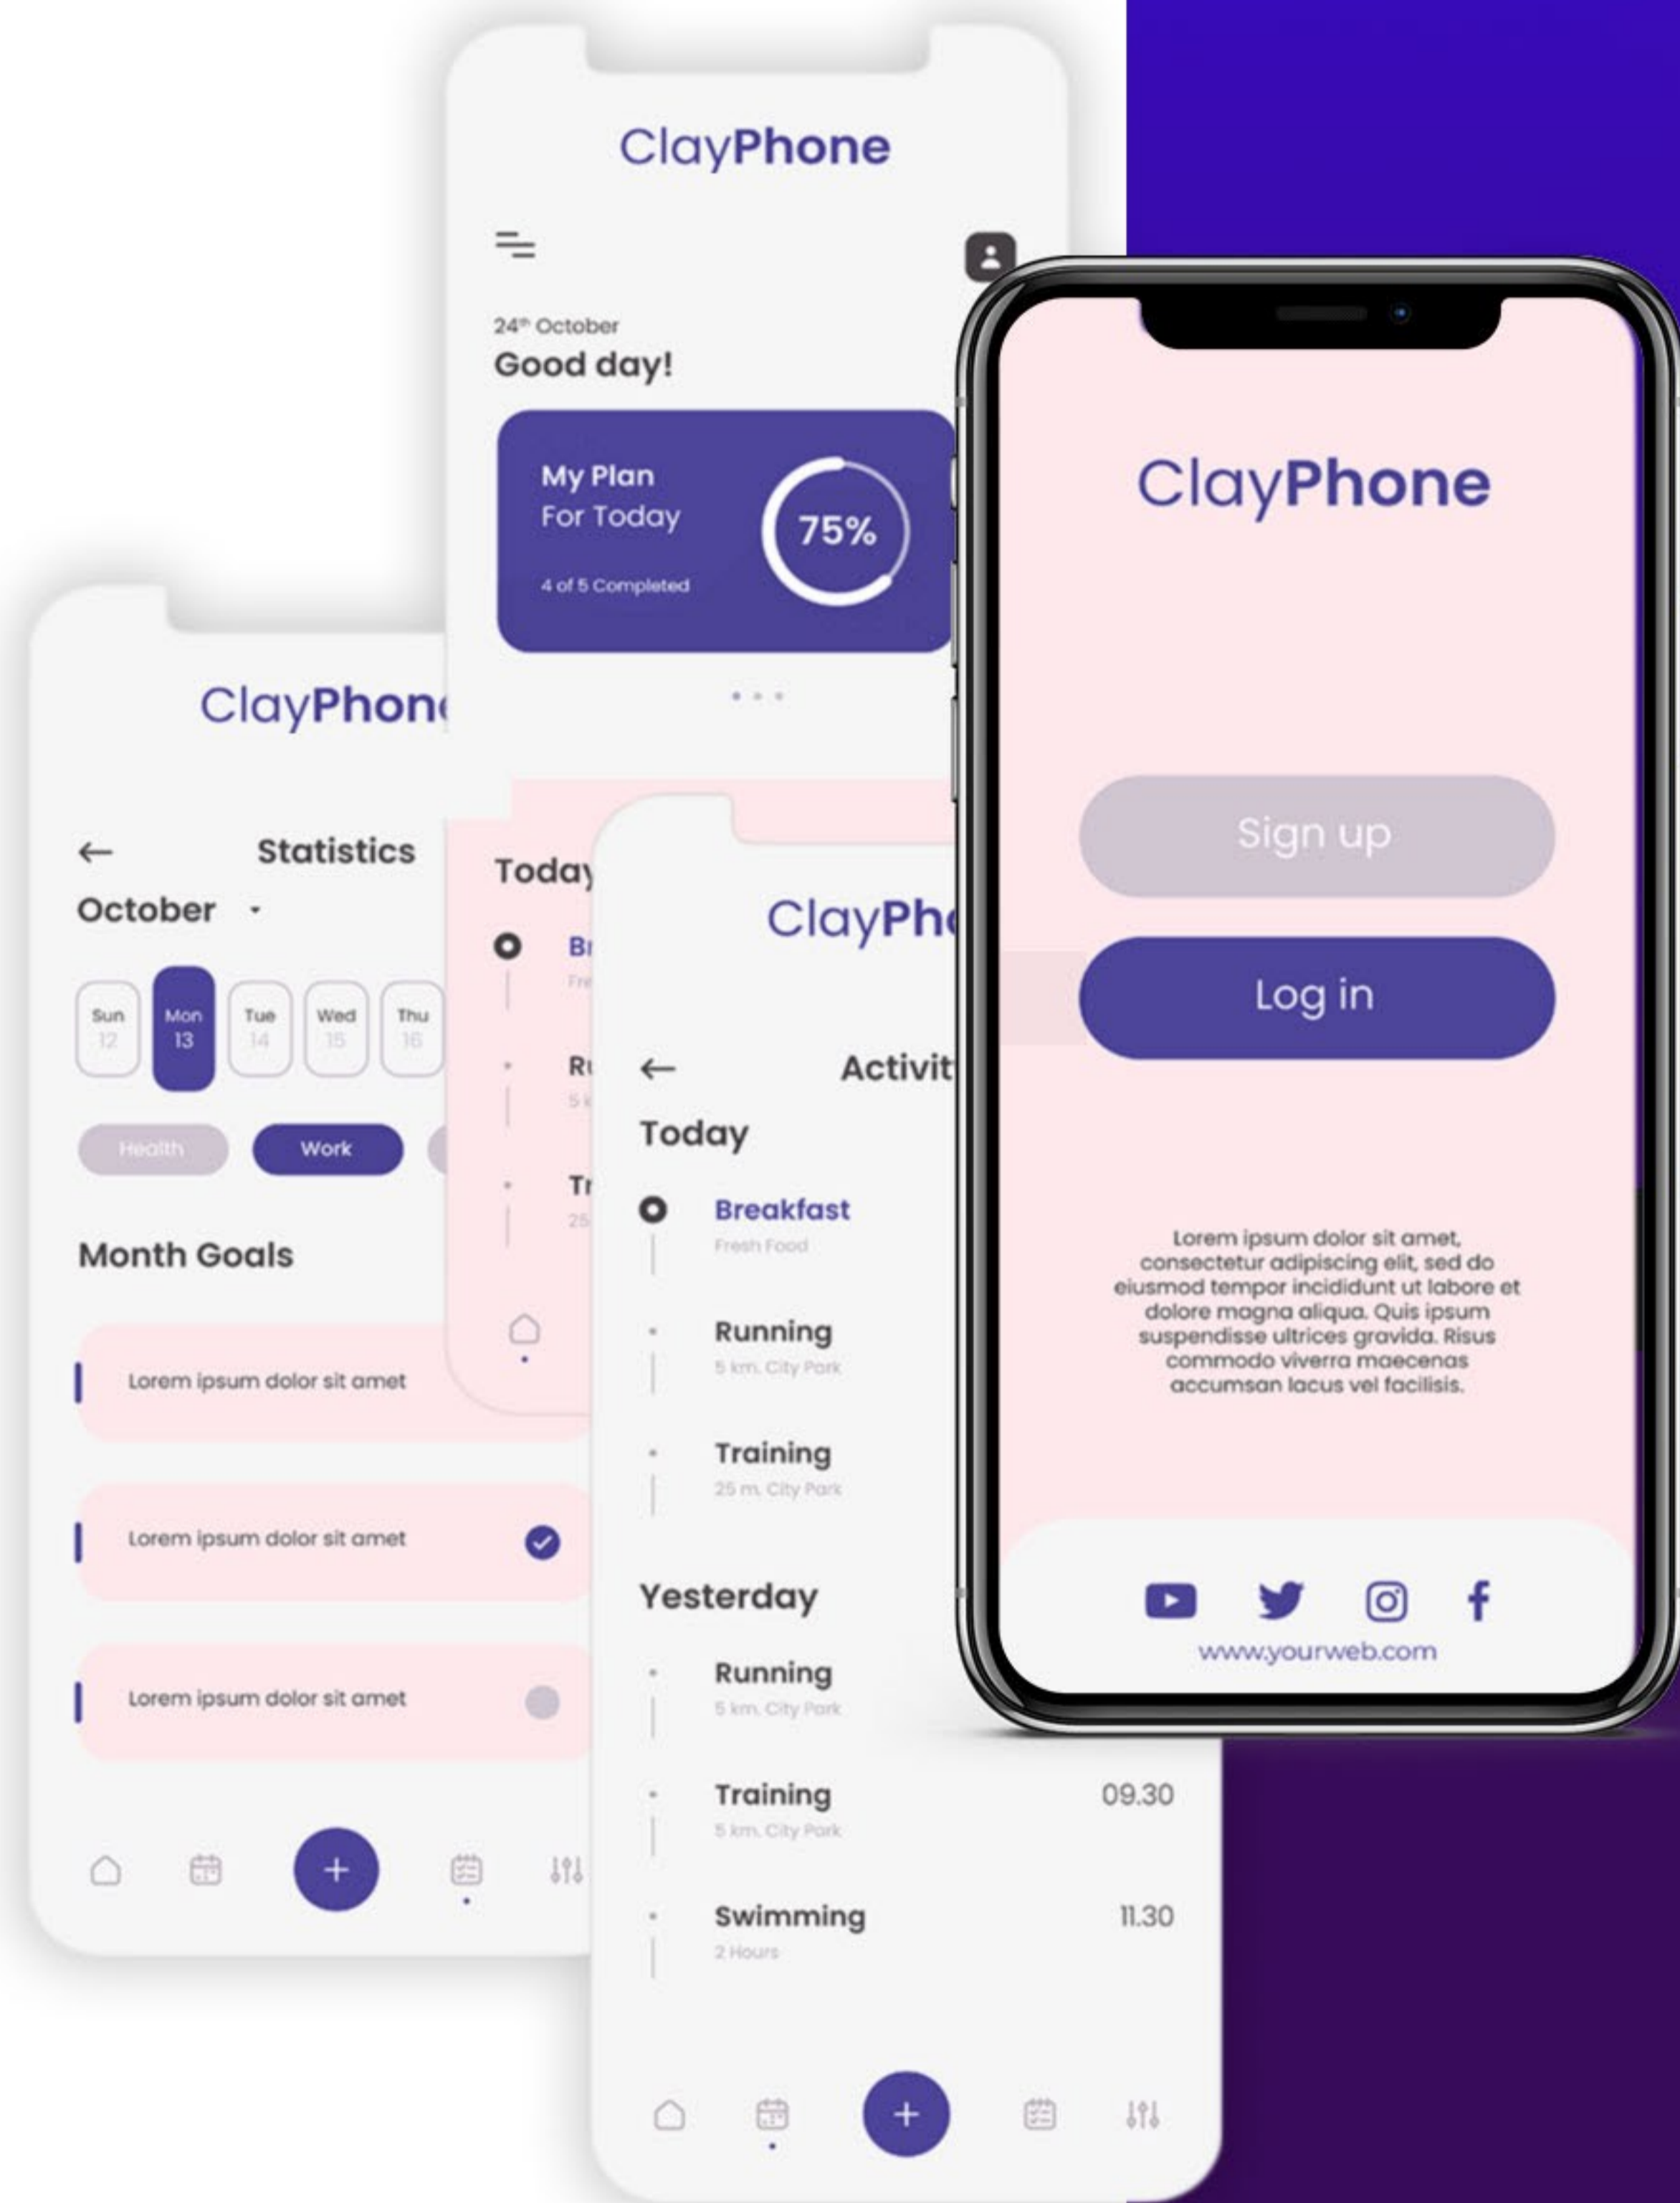 ClayPhone
24th October
Good day!
My Plan
For Today
4 of 5 Completed
75%
Today
ClayPhone
Statistics
October
Sun
12
Mon
13
Tue
14
Wed
15
Thu
16
Health
Work
Month Goals
Lorem ipsum dolor sit amet
Lorem ipsum dolor sit amet
Lorem ipsum dolor sit amet
Today
Breakfast
Fresh Food
Running
5 km. City Park
Training
25 m. City Park
Yesterday
Running
5 km. City Park
Training
5 km. City Park
09.30
Swimming
2 Hours
11.30
ClayPhone
Sign up
Log in
Lorem ipsum dolor sit amet,
consectetur adipiscing elit, sed do
eiusmod tempor incididunt ut labore et
dolore magna aliqua. Quis ipsum
suspendisse ultrices gravida. Risus
commodo viverra maecenas
accumsan lacus vel facilisis.
www.yourweb.com